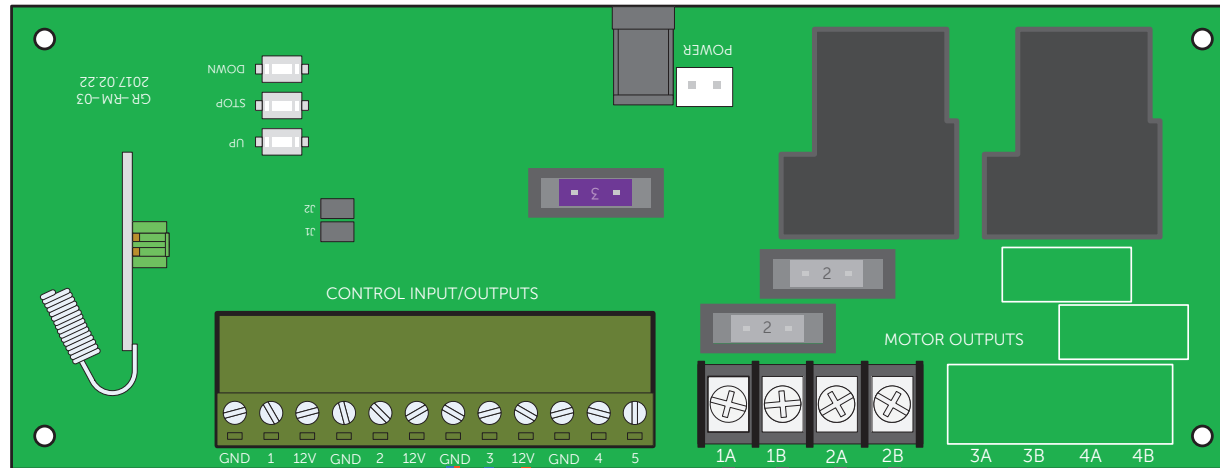 POWER
2017.02.22
GR-RM-03
DOWN
STOP
UP
J2
J1
3
2
2
CONTROL INPUT/OUTPUTS
MOTOR OUTPUTS
GND 1 12V GND 2 12V GND 3 12V GND 4 5
1A 1B 2A 2B 3A 3B 4A 4B